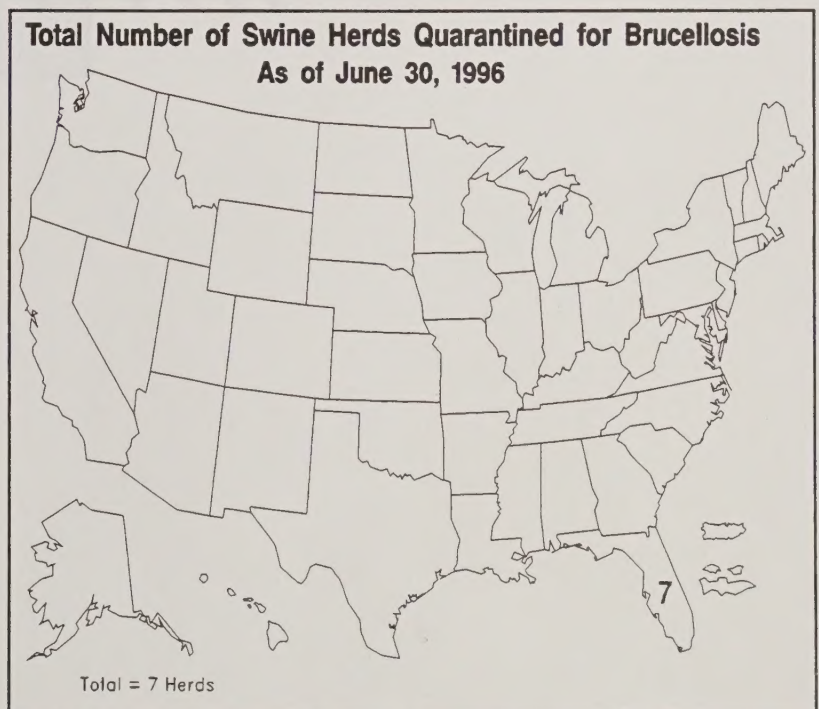 Total Number of Swine Herds Quarantined for Brucellosis
As of June 30, 1996
7
Total = 7 Herds